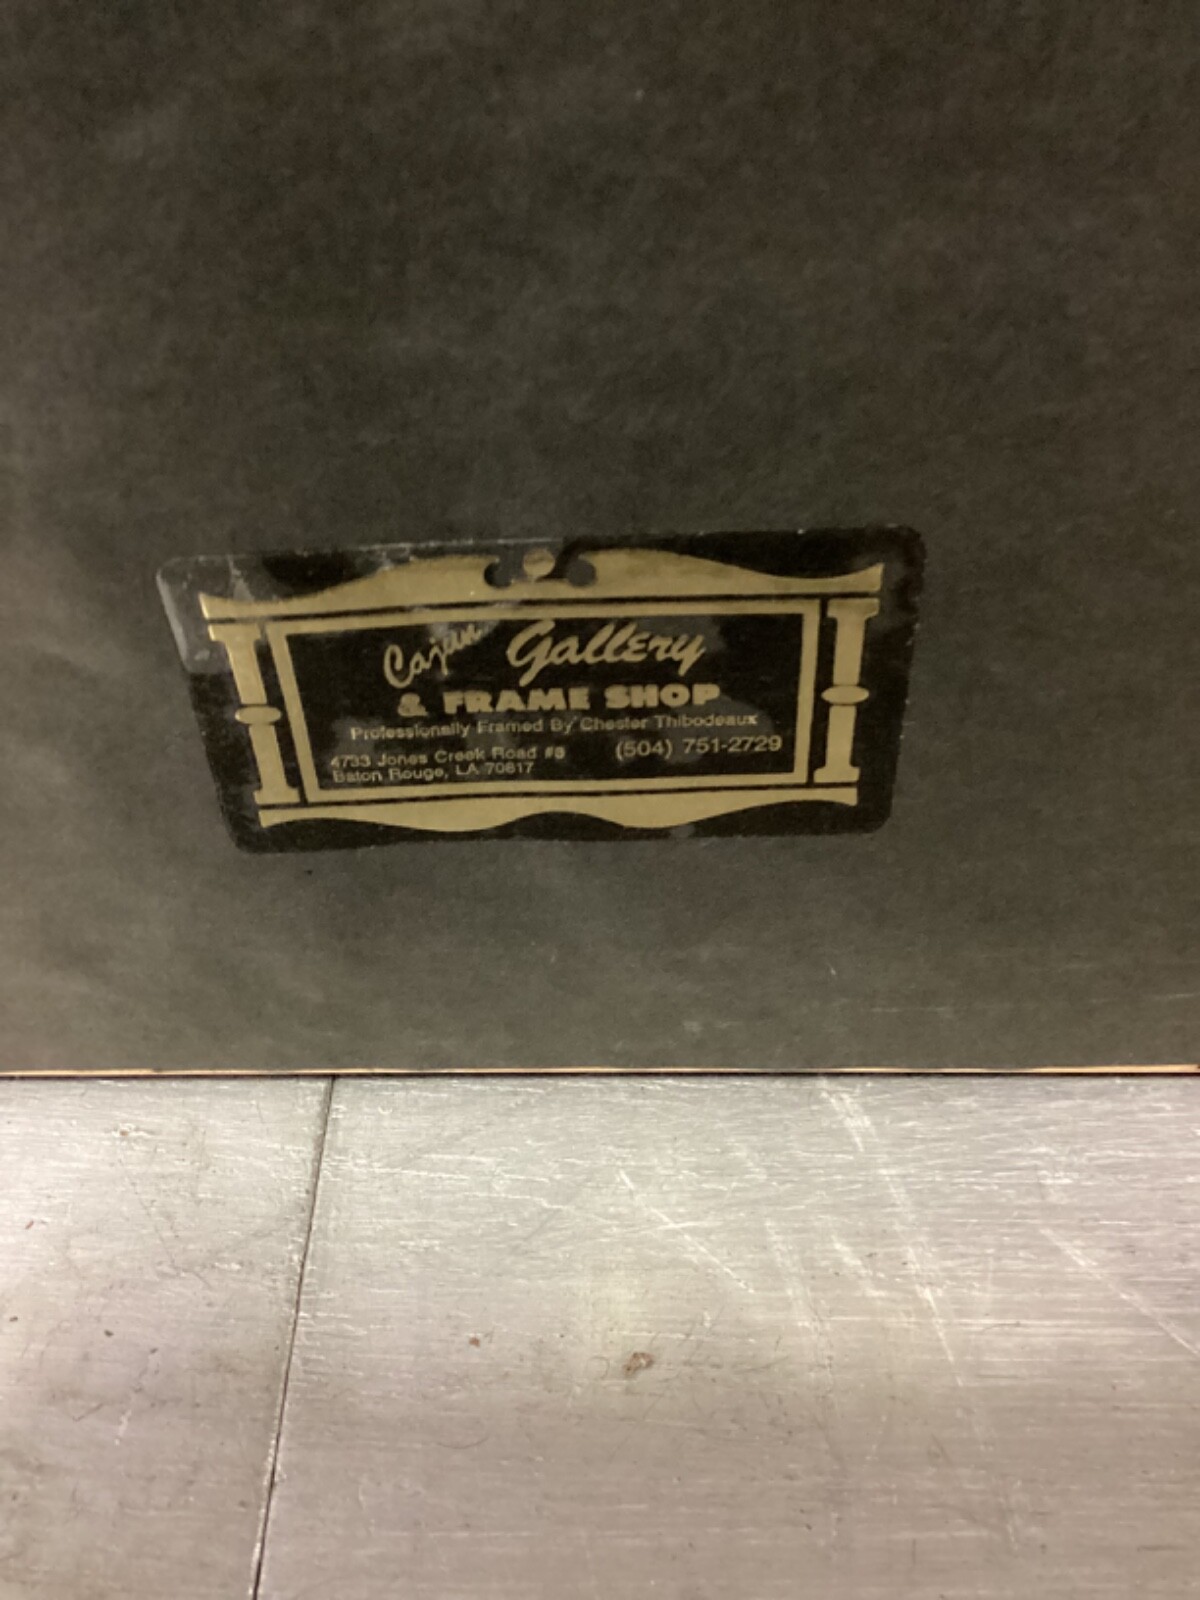 Cajun Gallery
& FRAME SHOP
Professionally Framed By Chester Thibodeaux
4733 Jones Creek Road #8 (504) 751-2729
Baton Rouge, LA 70817